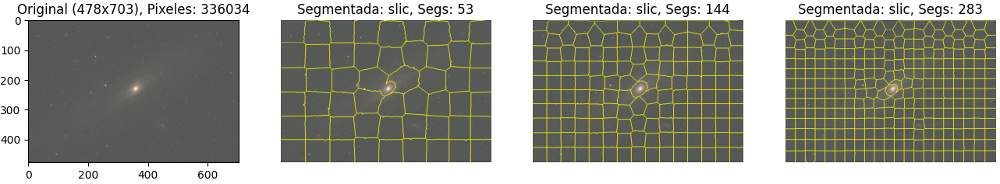 Original (478x703), Pixeles: 336034
Segmentada: slic, Segs: 53
Segmentada: slic, Segs: 144
Segmentada: slic, Segs: 283
0
100
200
300
400
0 200 400 600